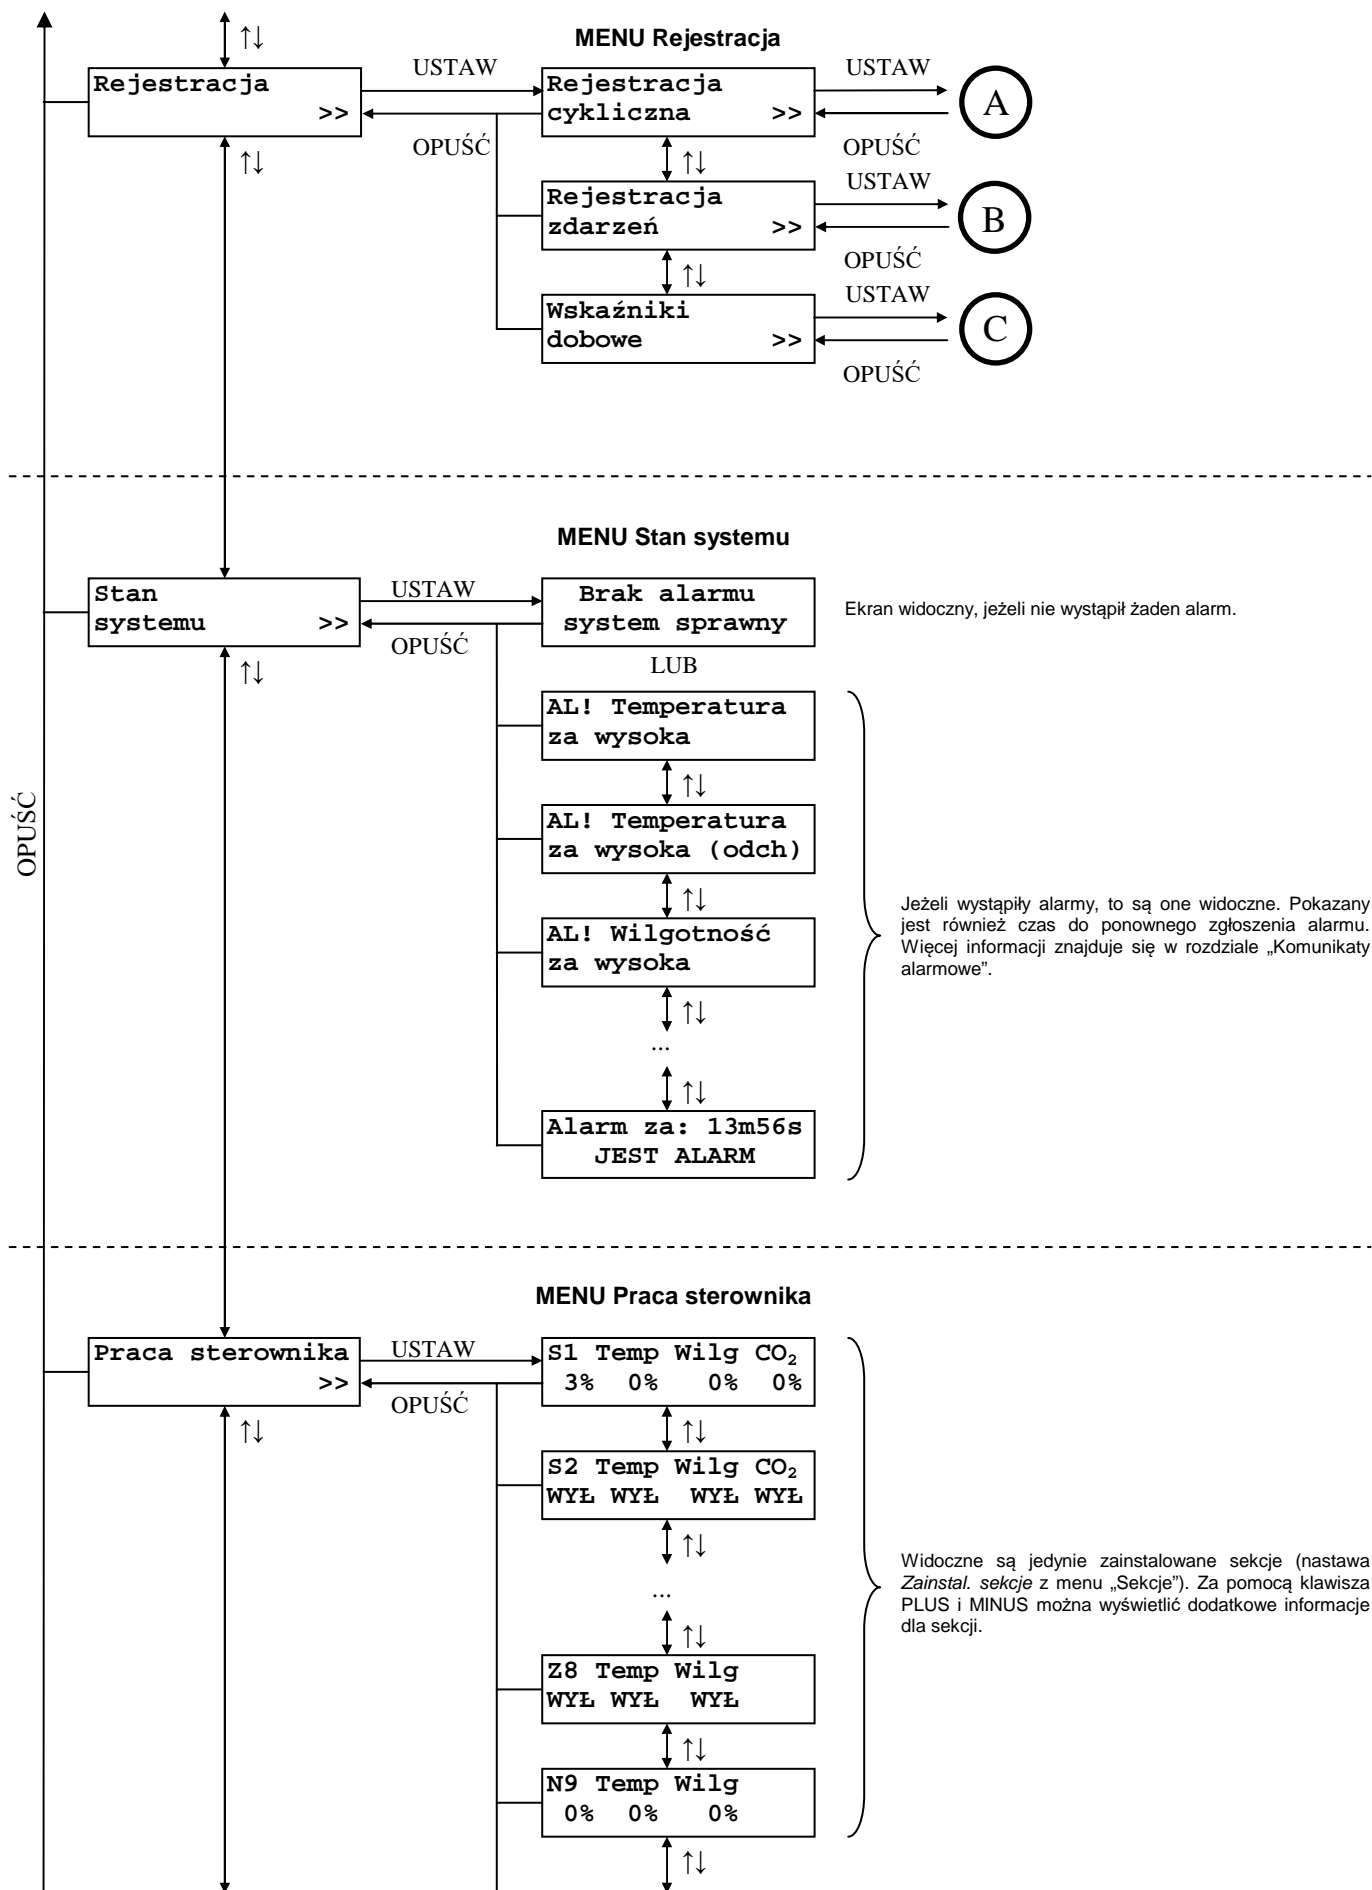 ↑↓
MENU Rejestracja
Rejestracja
>>
USTAW
OPUŚĆ
Rejestracja
cykliczna >>
USTAW
OPUŚĆ
A
↑↓
↑↓
Rejestracja
zdarzeń >>
USTAW
OPUŚĆ
B
↑↓
Wskaźniki
dobowe >>
USTAW
OPUŚĆ
C
MENU Stan systemu
Stan
systemu >>
USTAW
OPUŚĆ
↑↓
Brak alarmu
system sprawny
Ekran widoczny, jeżeli nie wystąpił żaden alarm.
LUB
AL! Temperatura
za wysoka
↑↓
AL! Temperatura
za wysoka (odch)
↑↓
AL! Wilgotność
za wysoka
↑↓
...
↑↓
Alarm za: 13m56s
JEST ALARM
Jeżeli wystąpiły alarmy, to są one widoczne. Pokazany
jest również czas do ponownego zgłoszenia alarmu.
Więcej informacji znajduje się w rozdziale „Komunikaty
alarmowe”.
OPUŚĆ
MENU Praca sterownika
Praca sterownika
>>
USTAW
OPUŚĆ
↑↓
S1 Temp Wilg CO₂
3% 0% 0% 0%
↑↓
S2 Temp Wilg CO₂
WYŁ WYŁ WYŁ WYŁ
↑↓
...
↑↓
Z8 Temp Wilg
WYŁ WYŁ WYŁ
↑↓
N9 Temp Wilg
0% 0% 0%
↑↓
Widoczne są jedynie zainstalowane sekcje (nastawa
Zainstal. sekcje z menu „Sekcje”). Za pomocą klawisza
PLUS i MINUS można wyświetlić dodatkowe informacje
dla sekcji.